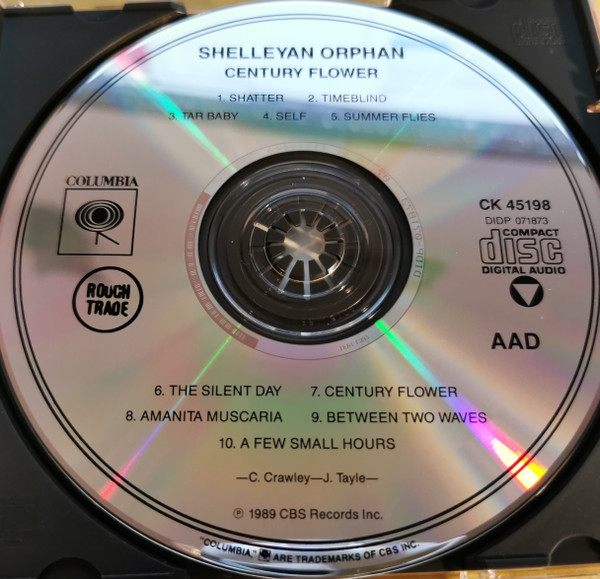 SHELLEYAN ORPHAN
CENTURY FLOWER
1. SHATTER 2. TIMEBLIND
3. TAR BABY 4. SELF 5. SUMMER FLIES
COLUMBIA
ROUGH
TRADE
CK 45198
DIDP 071873
COMPACT
disc
DIGITAL AUDIO
AAD
6. THE SILENT DAY 7. CENTURY FLOWER
8. AMANITA MUSCARIA 9. BETWEEN TWO WAVES
10. A FEW SMALL HOURS
—C. Crawley—J. Tayle—
℗ 1989 CBS Records Inc.
"COLUMBIA" ARE TRADEMARKS OF CBS INC.